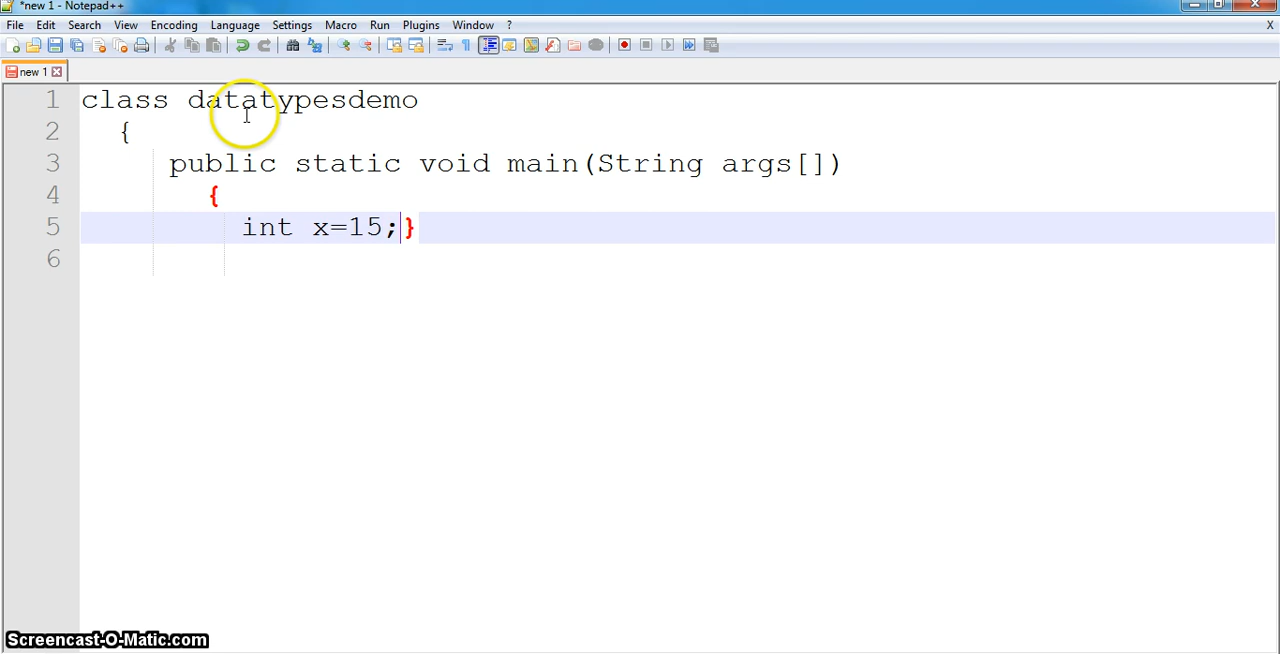 *new 1 - Notepad++
File Edit Search View Encoding Language Settings Macro Run Plugins Window ? X
new 1
1 class datatypesdemo
2 {
3 public static void main(String args[])
4 {
5 int x=15;}
6
Screencast-O-Matic.com